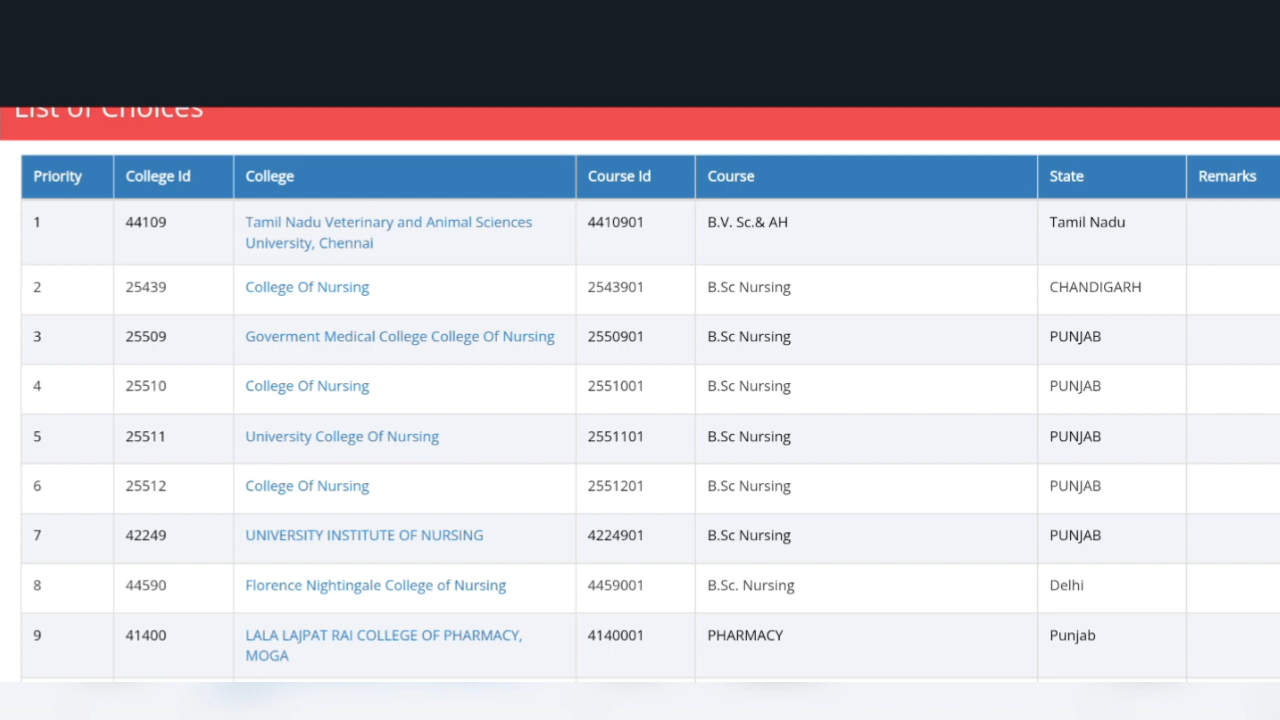 List of Choices
Priority College Id College Course Id Course State Remarks
1 44109 Tamil Nadu Veterinary and Animal Sciences 4410901 B.V. Sc.& AH Tamil Nadu
University, Chennai
2 25439 College Of Nursing 2543901 B.Sc Nursing CHANDIGARH
3 25509 Goverment Medical College College Of Nursing 2550901 B.Sc Nursing PUNJAB
4 25510 College Of Nursing 2551001 B.Sc Nursing PUNJAB
5 25511 University College Of Nursing 2551101 B.Sc Nursing PUNJAB
6 25512 College Of Nursing 2551201 B.Sc Nursing PUNJAB
7 42249 UNIVERSITY INSTITUTE OF NURSING 4224901 B.Sc Nursing PUNJAB
8 44590 Florence Nightingale College of Nursing 4459001 B.Sc. Nursing Delhi
9 41400 LALA LAJPAT RAI COLLEGE OF PHARMACY, 4140001 PHARMACY Punjab
MOGA